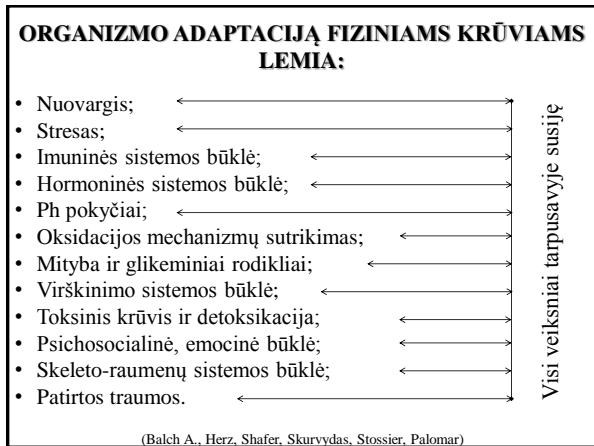 ORGANIZMO ADAPTACIJĄ FIZINIAMS KRŪVIAMS
LEMIA:
• Nuovargis;
• Stresas;
• Imuninės sistemos būklė;
• Hormoninės sistemos būklė;
• Ph pokyčiai;
• Oksidacijos mechanizmų sutrikimas;
• Mityba ir glikeminiai rodikliai;
• Virškinimo sistemos būklė;
• Toksinis krūvis ir detoksikacija;
• Psichosocialinė, emocinė būklė;
• Skeleto-raumenų sistemos būklė;
• Patirtos traumos.
Visi veiksniai tarpusavyje susiję
(Balch A., Herz, Shafer, Skurvydas, Stossier, Palomar)